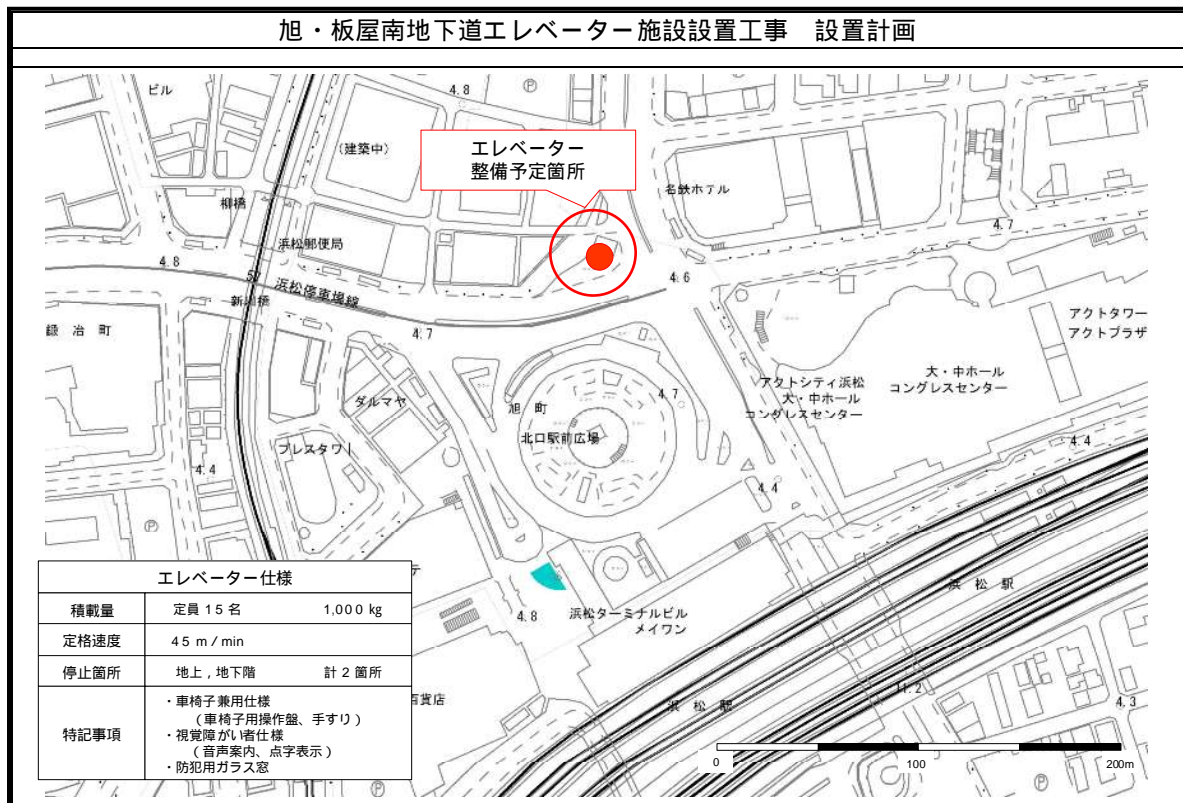 旭・板屋南地下道エレベーター施設設置工事　設置計画
ビル
4.8
Ⓟ
(建築中)
エレベーター
整備予定箇所
名鉄ホテル
柳橋
浜松郵便局
4.7
4.8
57
浜松停車場線
4.6
新川橋
鍛冶町
4.7
アクトタワー
アクトプラザ
大・中ホール
コングレスセンター
アクトシティ浜松
大・中ホール
コングレスセンター
ダルマヤ
旭町
4.7
北口駅前広場
プレスタワー
4.4
4.4
4.4
Ⓟ
テ
浜松駅
4.8
浜松ターミナルビル
メイワン
百貨店
浜松駅
11.2
4.3
Ⓟ
0 100 200m
エレベーター仕様
積載量 定員15名 1,000kg
定格速度 45m/min
停止箇所 地上,地下階 計2箇所
特記事項
・車椅子兼用仕様
(車椅子用操作盤、手すり)
・視覚障がい者仕様
(音声案内、点字表示)
・防犯用ガラス窓